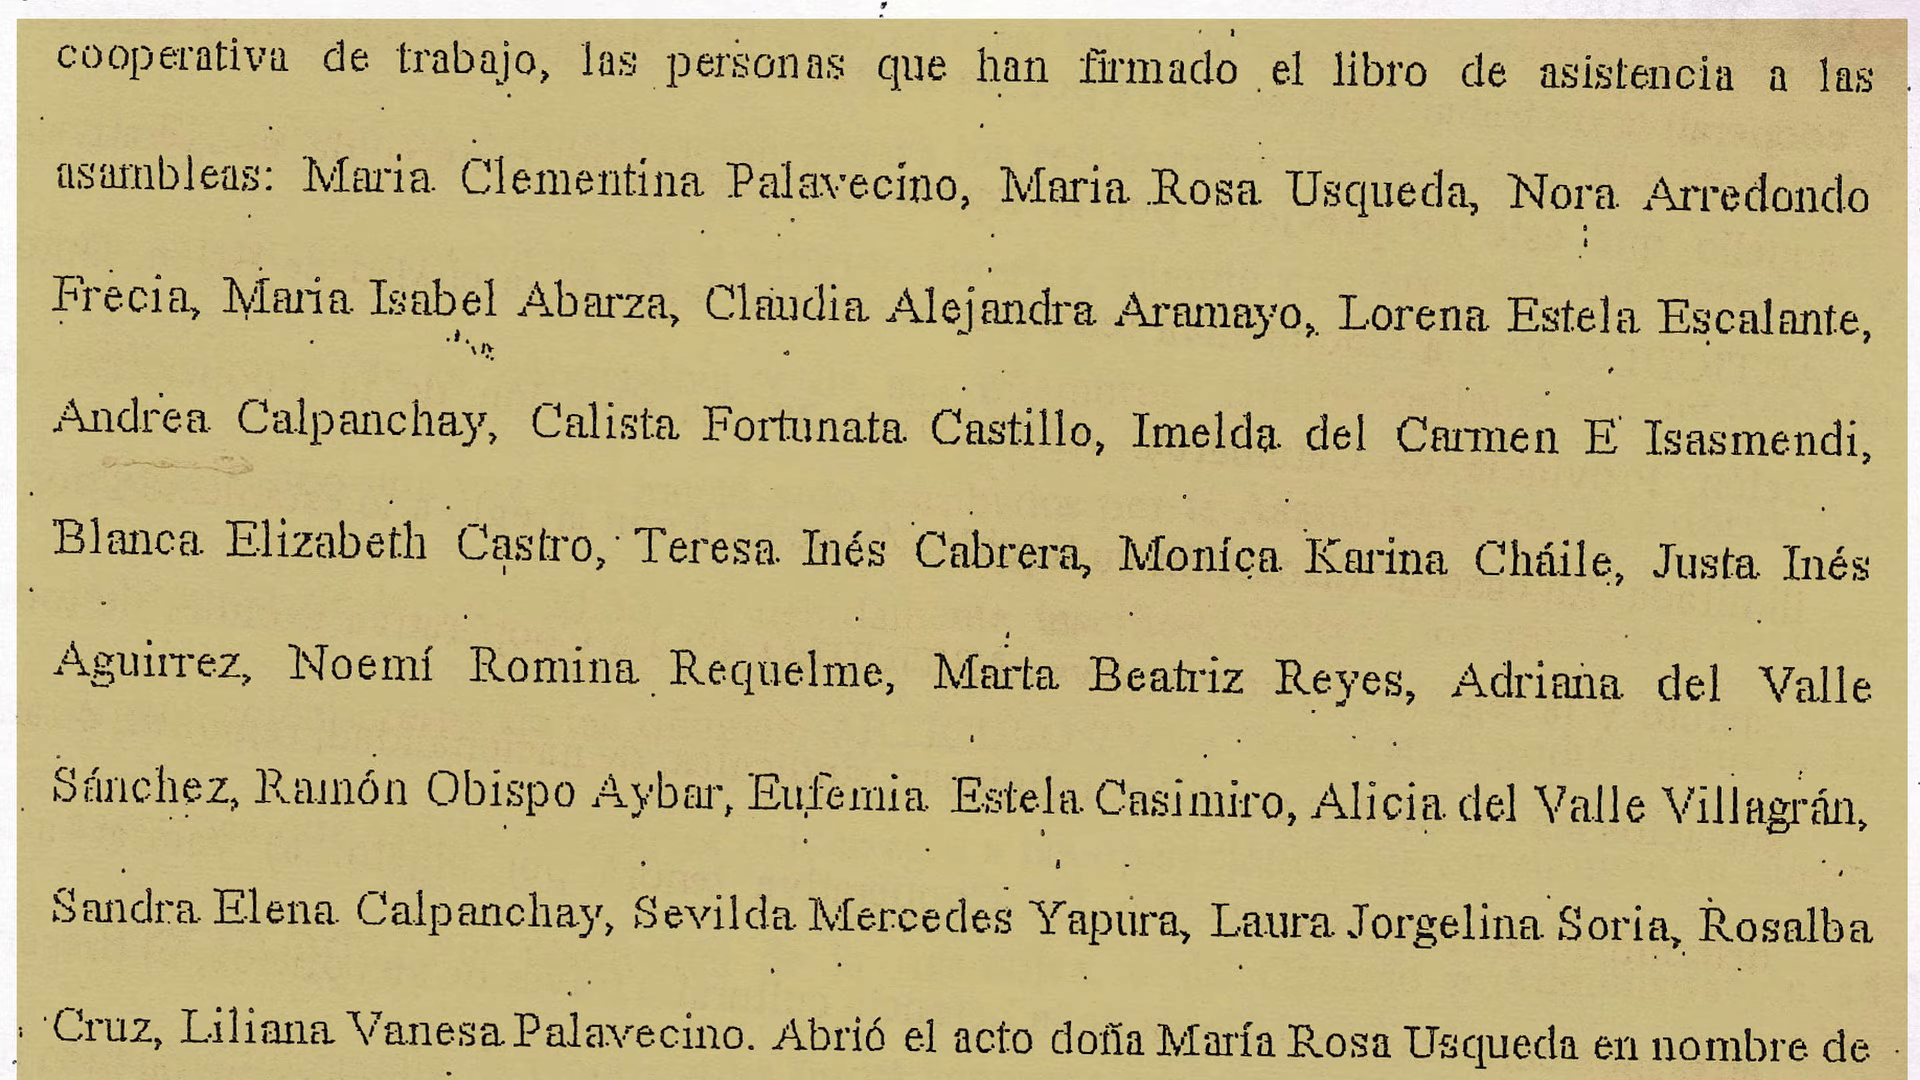 cooperativa de trabajo, las personas que han firmado el libro de asistencia a las
asambleas: Maria Clementina Palavecino, Maria Rosa Usqueda, Nora Arredondo
Frecia, Maria Isabel Abarza, Claudia Alejandra Aramayo, Lorena Estela Escalante,
Andrea Calpanchay, Calista Fortunata Castillo, Imelda del Carmen E Isasmendi,
Blanca Elizabeth Castro, Teresa Inés Cabrera, Monica Karina Cháile, Justa Inés
Aguirrez, Noemí Romina Requelme, Marta Beatriz Reyes, Adriana del Valle
Sánchez, Ramón Obispo Aybar, Eufemia Estela Casimiro, Alicia del Valle Villagrán,
Sandra Elena Calpanchay, Sevilda Mercedes Yapura, Laura Jorgelina Soria, Rosalba
Cruz, Liliana Vanesa Palavecino. Abrió el acto doña María Rosa Usqueda en nombre de